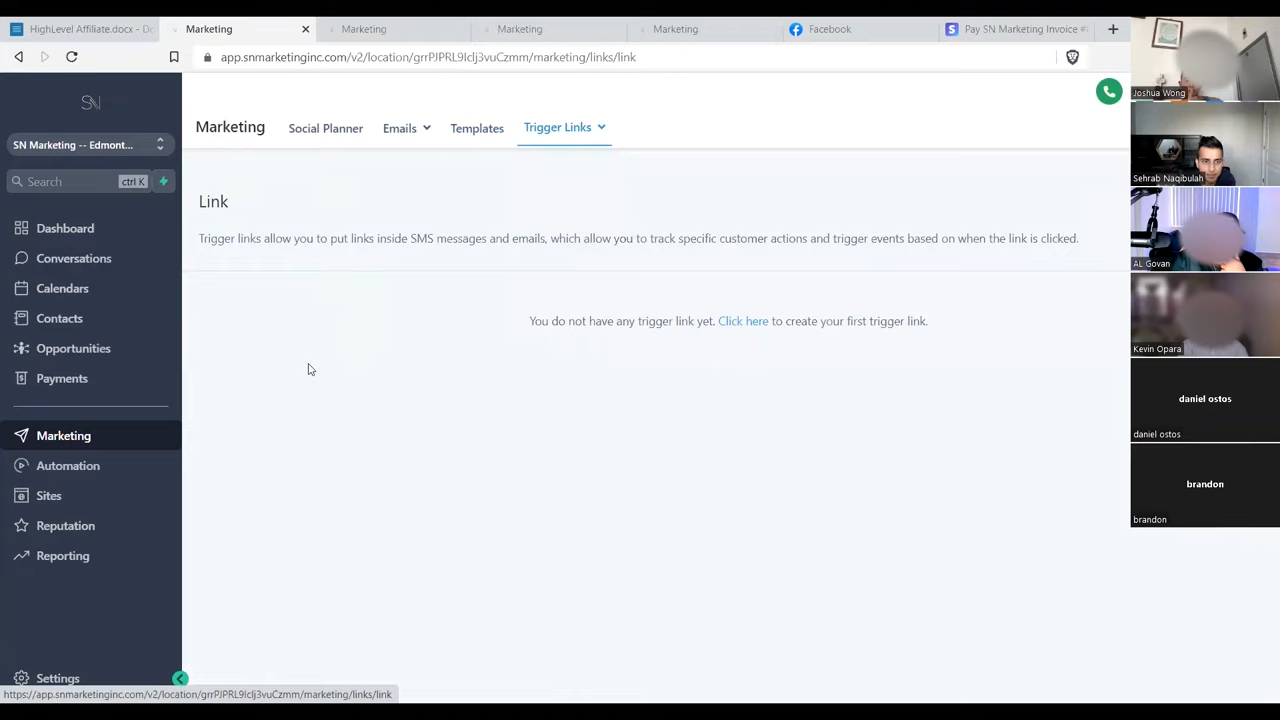 HighLevel Affiliate.docx - Do
Marketing
Marketing
Marketing
Marketing
Facebook
Pay SN Marketing Invoice #
app.snmarketinginc.com/v2/location/grrPJPRL9Iclj3vuCzmm/marketing/links/link
SN
SN Marketing -- Edmont...
Search
ctrl K
Dashboard
Conversations
Calendars
Contacts
Opportunities
Payments
Marketing
Automation
Sites
Reputation
Reporting
Settings
Marketing
Social Planner
Emails
Templates
Trigger Links
Link
Trigger links allow you to put links inside SMS messages and emails, which allow you to track specific customer actions and trigger events based on when the link is clicked.
You do not have any trigger link yet. Click here to create your first trigger link.
https://app.snmarketinginc.com/v2/location/grrPJPRL9Iclj3vuCzmm/marketing/links/link
Joshua Wong
Sehrab Naqibulah
AL Govan
Kevin Opara
daniel ostos
daniel ostos
brandon
brandon